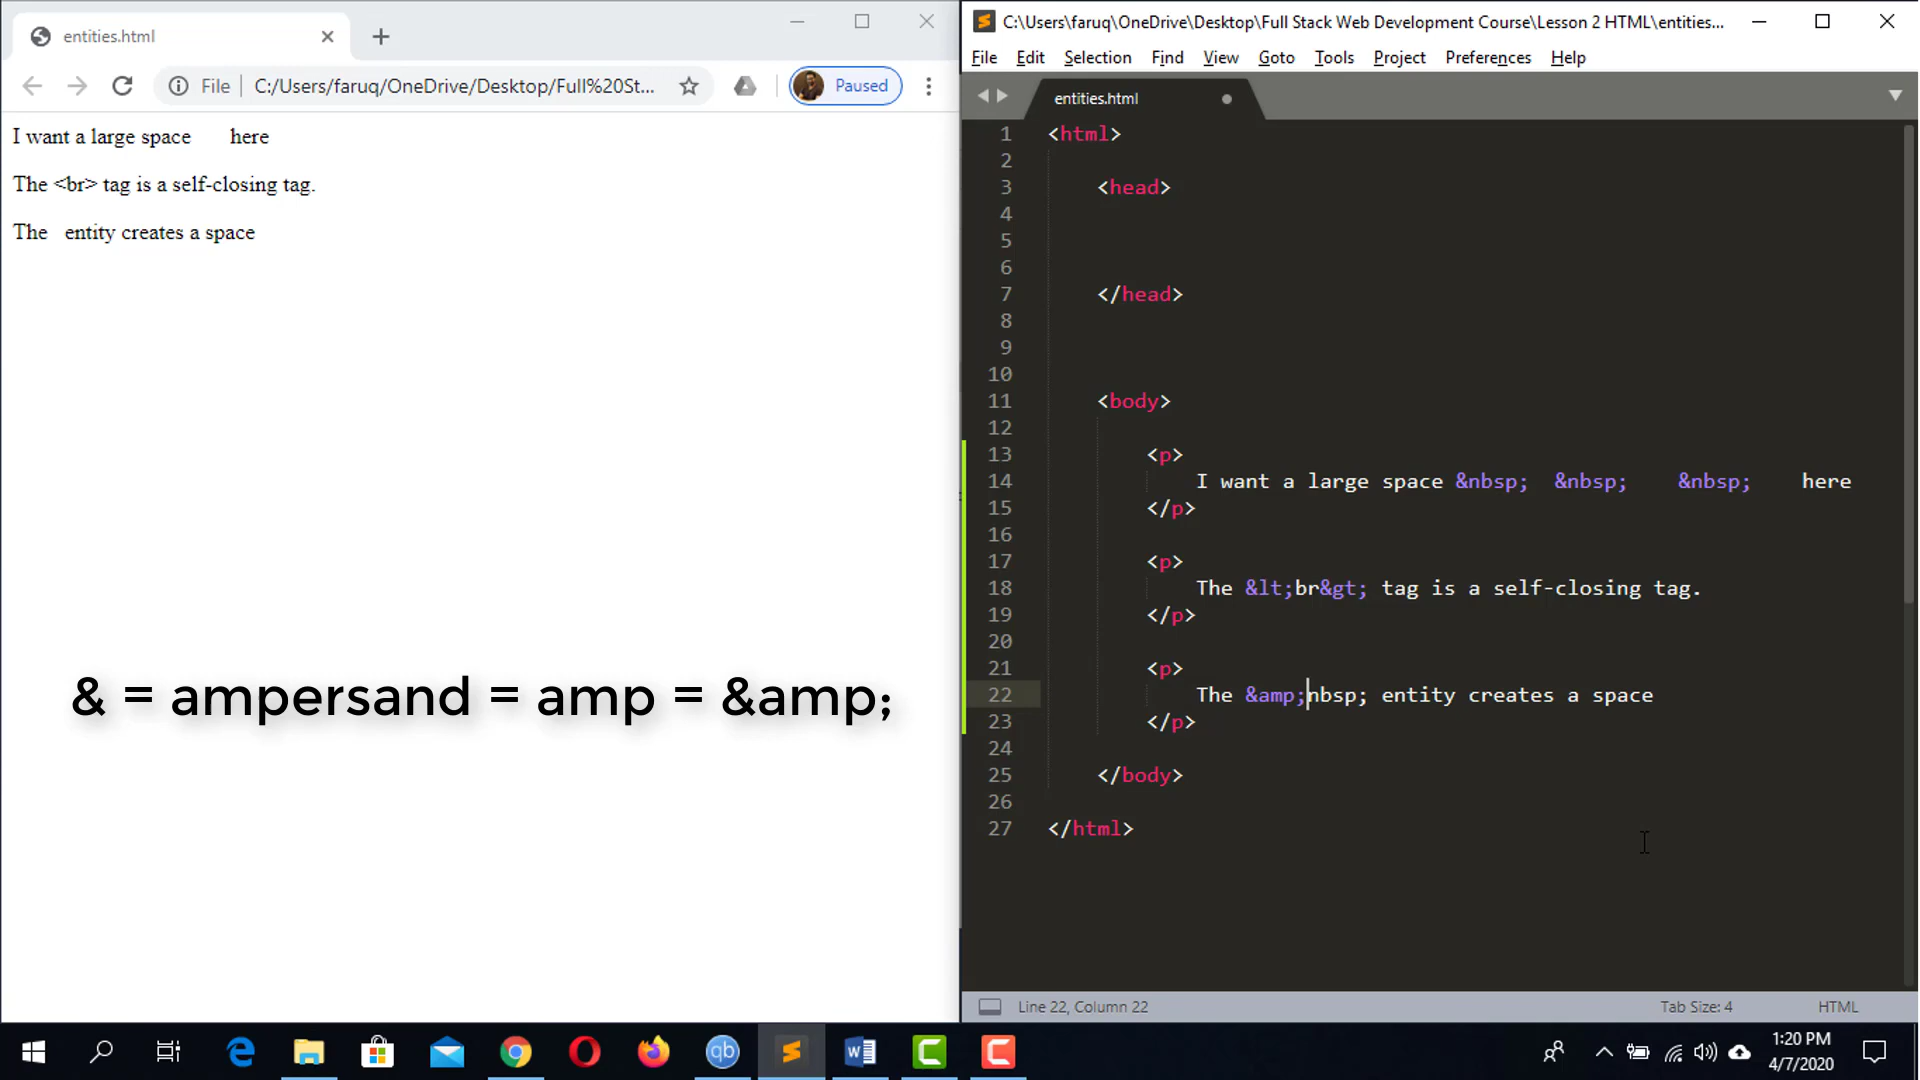 entities.html
File
C:/Users/faruq/OneDrive/Desktop/Full%20St...
Paused
I want a large space here
The <br> tag is a self-closing tag.
The   entity creates a space
& = ampersand = amp = &amp;
C:\Users\faruq\OneDrive\Desktop\Full Stack Web Development Course\Lesson 2 HTML\entities...
File Edit Selection Find View Goto Tools Project Preferences Help
entities.html
1 <html>
2
3 <head>
4
5
6
7 </head>
8
9
10
11 <body>
12
13 <p>
14 I want a large space &nbsp; &nbsp; &nbsp; here
15 </p>
16
17 <p>
18 The &lt;br&gt; tag is a self-closing tag.
19 </p>
20
21 <p>
22 The &amp;nbsp; entity creates a space
23 </p>
24
25 </body>
26
27 </html>
Line 22, Column 22
Tab Size: 4
HTML
qb
1:20 PM
4/7/2020